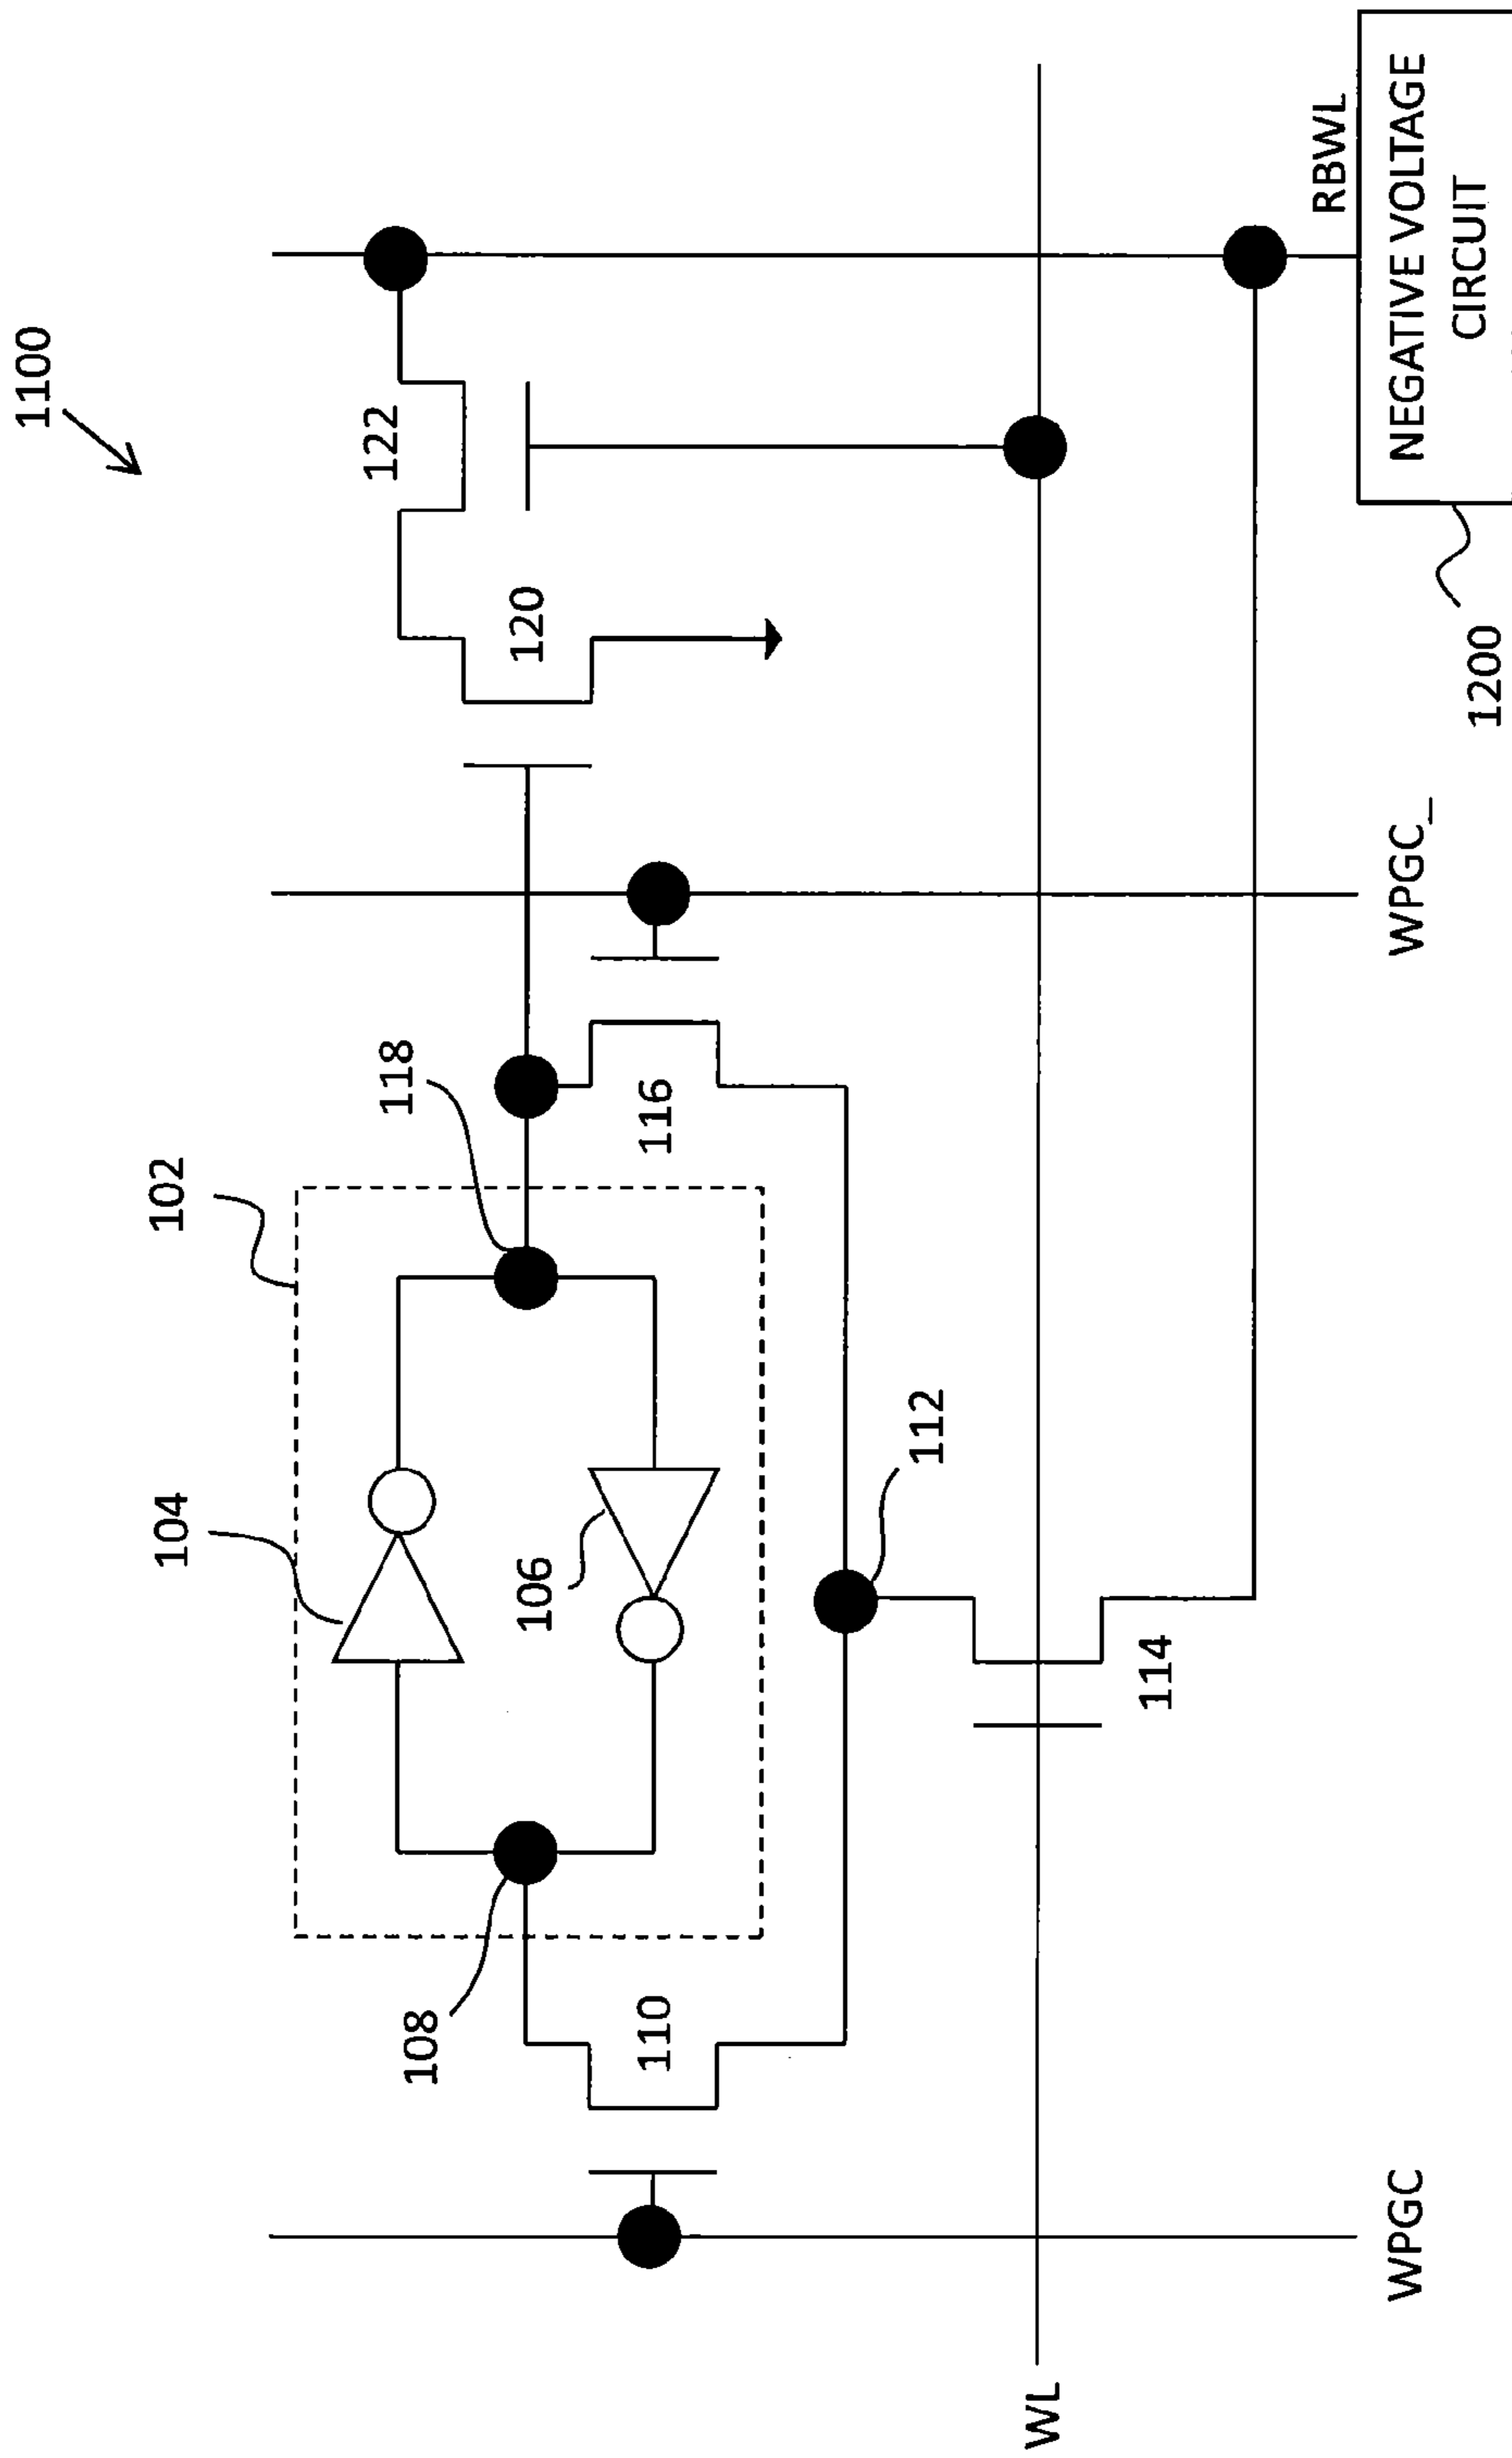 1100
102
104
118
122
120
106
108
110
116
112
114
WL
RBWL
WPGC
WPGC_
NEGATIVE VOLTAGE
CIRCUIT
1200